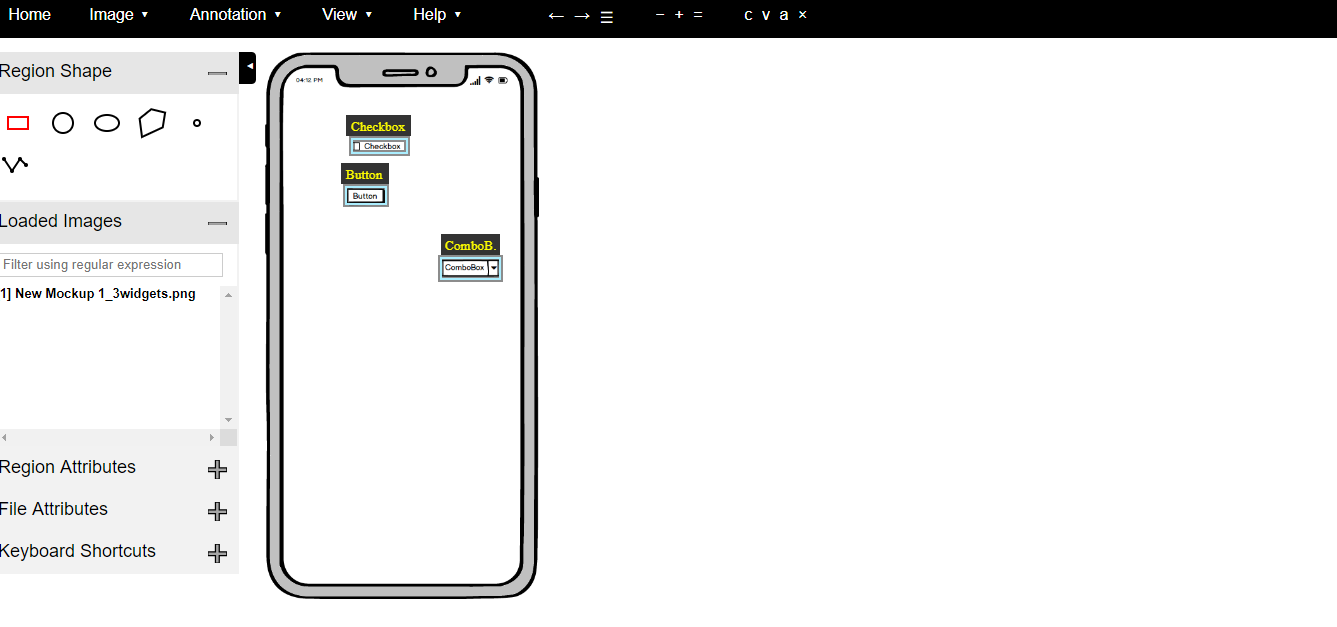 Home Image ▾ Annotation ▾ View ▾ Help ▾ ← → ☰ − + = c v a ×
Region Shape
Loaded Images
Filter using regular expression
1] New Mockup 1_3widgets.png
Region Attributes
File Attributes
Keyboard Shortcuts
04:12 PM
Checkbox
Checkbox
Button
Button
ComboB.
ComboBox